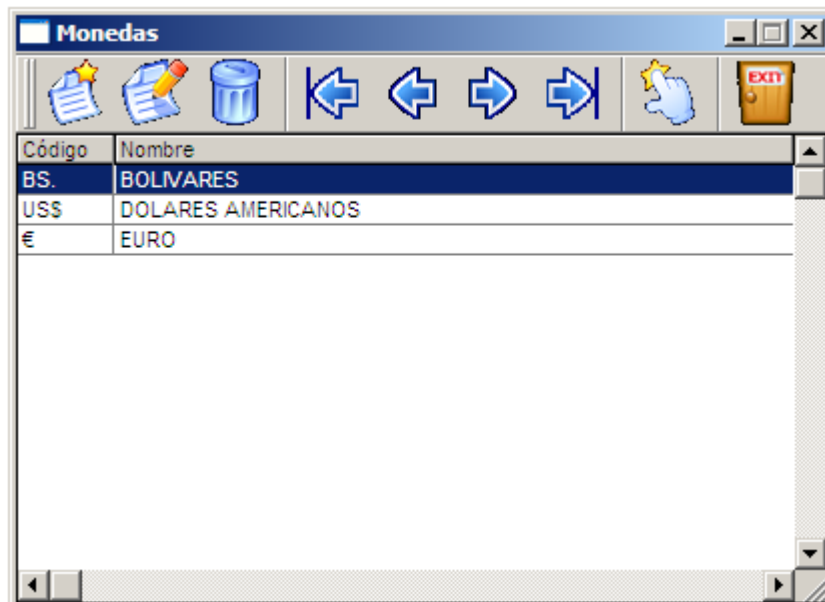 Monedas
EXIT
Código Nombre
BS. BOLIVARES
US$ DOLARES AMERICANOS
€ EURO